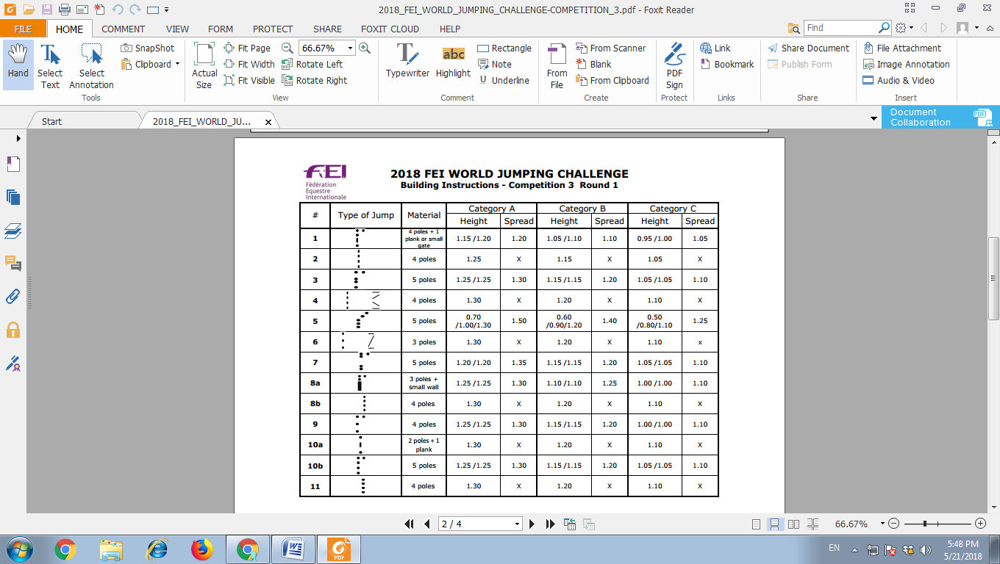 2018_FEI_WORLD_JUMPING_CHALLENGE-COMPETITION_3.pdf - Foxit Reader
FILE HOME COMMENT VIEW FORM PROTECT SHARE FOXIT CLOUD HELP Find
Hand
Select Text
Select Annotation
SnapShot
Clipboard
Tools
Actual Size
Fit Page
Fit Width
Fit Visible
66.67%
Rotate Left
Rotate Right
View
Typewriter
abc
Highlight
Rectangle
Note
U Underline
Comment
From File
From Scanner
Blank
From Clipboard
Create
PDF Sign
Protect
Link
Bookmark
Links
Share Document
Publish Form
Share
File Attachment
Image Annotation
Audio & Video
Insert
Start
2018_FEI_WORLD_JU... x
Document
Collaboration
PDF
FEI
Fédération
Equestre
Internationale
2018 FEI WORLD JUMPING CHALLENGE
Building Instructions - Competition 3 Round 1
# Type of Jump Material Category A Category B Category C
Height Spread Height Spread Height Spread
1 4 poles + 1 plank or small gate 1.15 /1.20 1.20 1.05 /1.10 1.10 0.95 /1.00 1.05
2 4 poles 1.25 X 1.15 X 1.05 X
3 5 poles 1.25 /1.25 1.30 1.15 /1.15 1.20 1.05 /1.05 1.10
4 4 poles 1.30 X 1.20 X 1.10 X
5 5 poles 0.70 /1.00/1.30 1.50 0.60 /0.90/1.20 1.40 0.50 /0.80/1.10 1.25
6 3 poles 1.30 X 1.20 X 1.10 x
7 5 poles 1.20 /1.20 1.35 1.15 /1.15 1.20 1.05 /1.05 1.10
8a 3 poles + small wall 1.25 /1.25 1.30 1.10 /1.10 1.25 1.00 /1.00 1.10
8b 4 poles 1.30 X 1.20 X 1.10 X
9 4 poles 1.25 /1.25 1.30 1.15 /1.15 1.20 1.00 /1.00 1.10
10a 2 poles + 1 plank 1.30 X 1.20 X 1.10 X
10b 5 poles 1.25 /1.25 1.30 1.15 /1.15 1.20 1.05 /1.05 1.10
11 4 poles 1.30 X 1.20 X 1.10 X
2 / 4
66.67%
PDF
EN
5:48 PM
5/21/2018